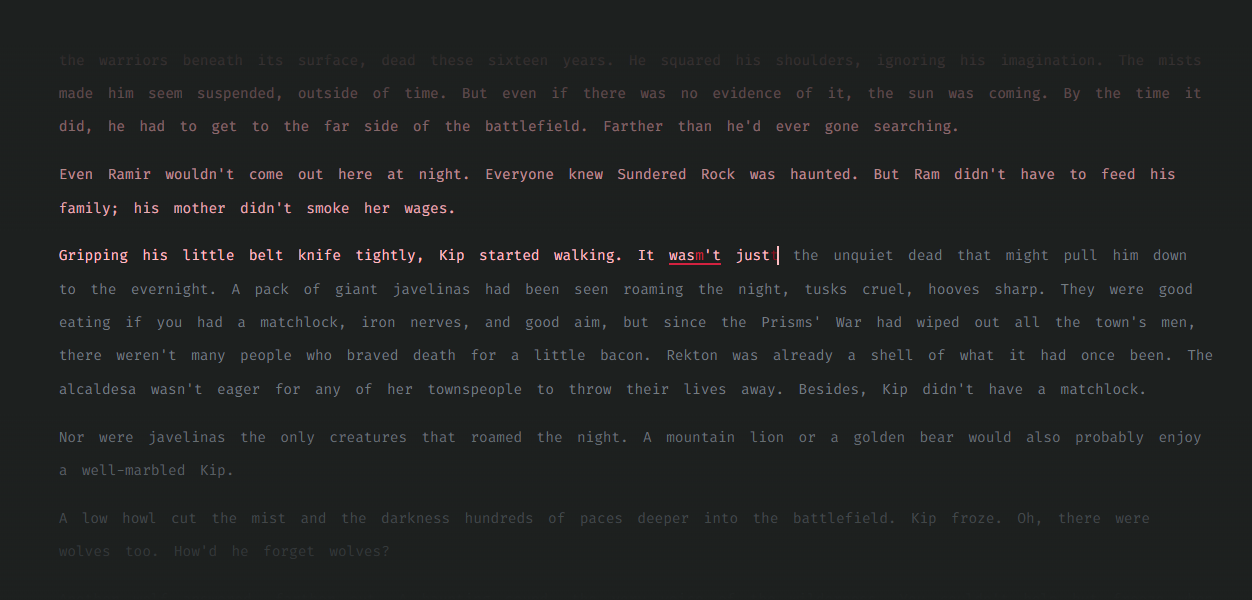 the warriors beneath its surface, dead these sixteen years. He squared his shoulders, ignoring his imagination. The mists
made him seem suspended, outside of time. But even if there was no evidence of it, the sun was coming. By the time it
did, he had to get to the far side of the battlefield. Farther than he'd ever gone searching.
Even Ramir wouldn't come out here at night. Everyone knew Sundered Rock was haunted. But Ram didn't have to feed his
family; his mother didn't smoke her wages.
Gripping his little belt knife tightly, Kip started walking. It wasm't just the unquiet dead that might pull him down
to the evernight. A pack of giant javelinas had been seen roaming the night, tusks cruel, hooves sharp. They were good
eating if you had a matchlock, iron nerves, and good aim, but since the Prisms' War had wiped out all the town's men,
there weren't many people who braved death for a little bacon. Rekton was already a shell of what it had once been. The
alcaldesa wasn't eager for any of her townspeople to throw their lives away. Besides, Kip didn't have a matchlock.
Nor were javelinas the only creatures that roamed the night. A mountain lion or a golden bear would also probably enjoy
a well-marbled Kip.
A low howl cut the mist and the darkness hundreds of paces deeper into the battlefield. Kip froze. Oh, there were
wolves too. How'd he forget wolves?